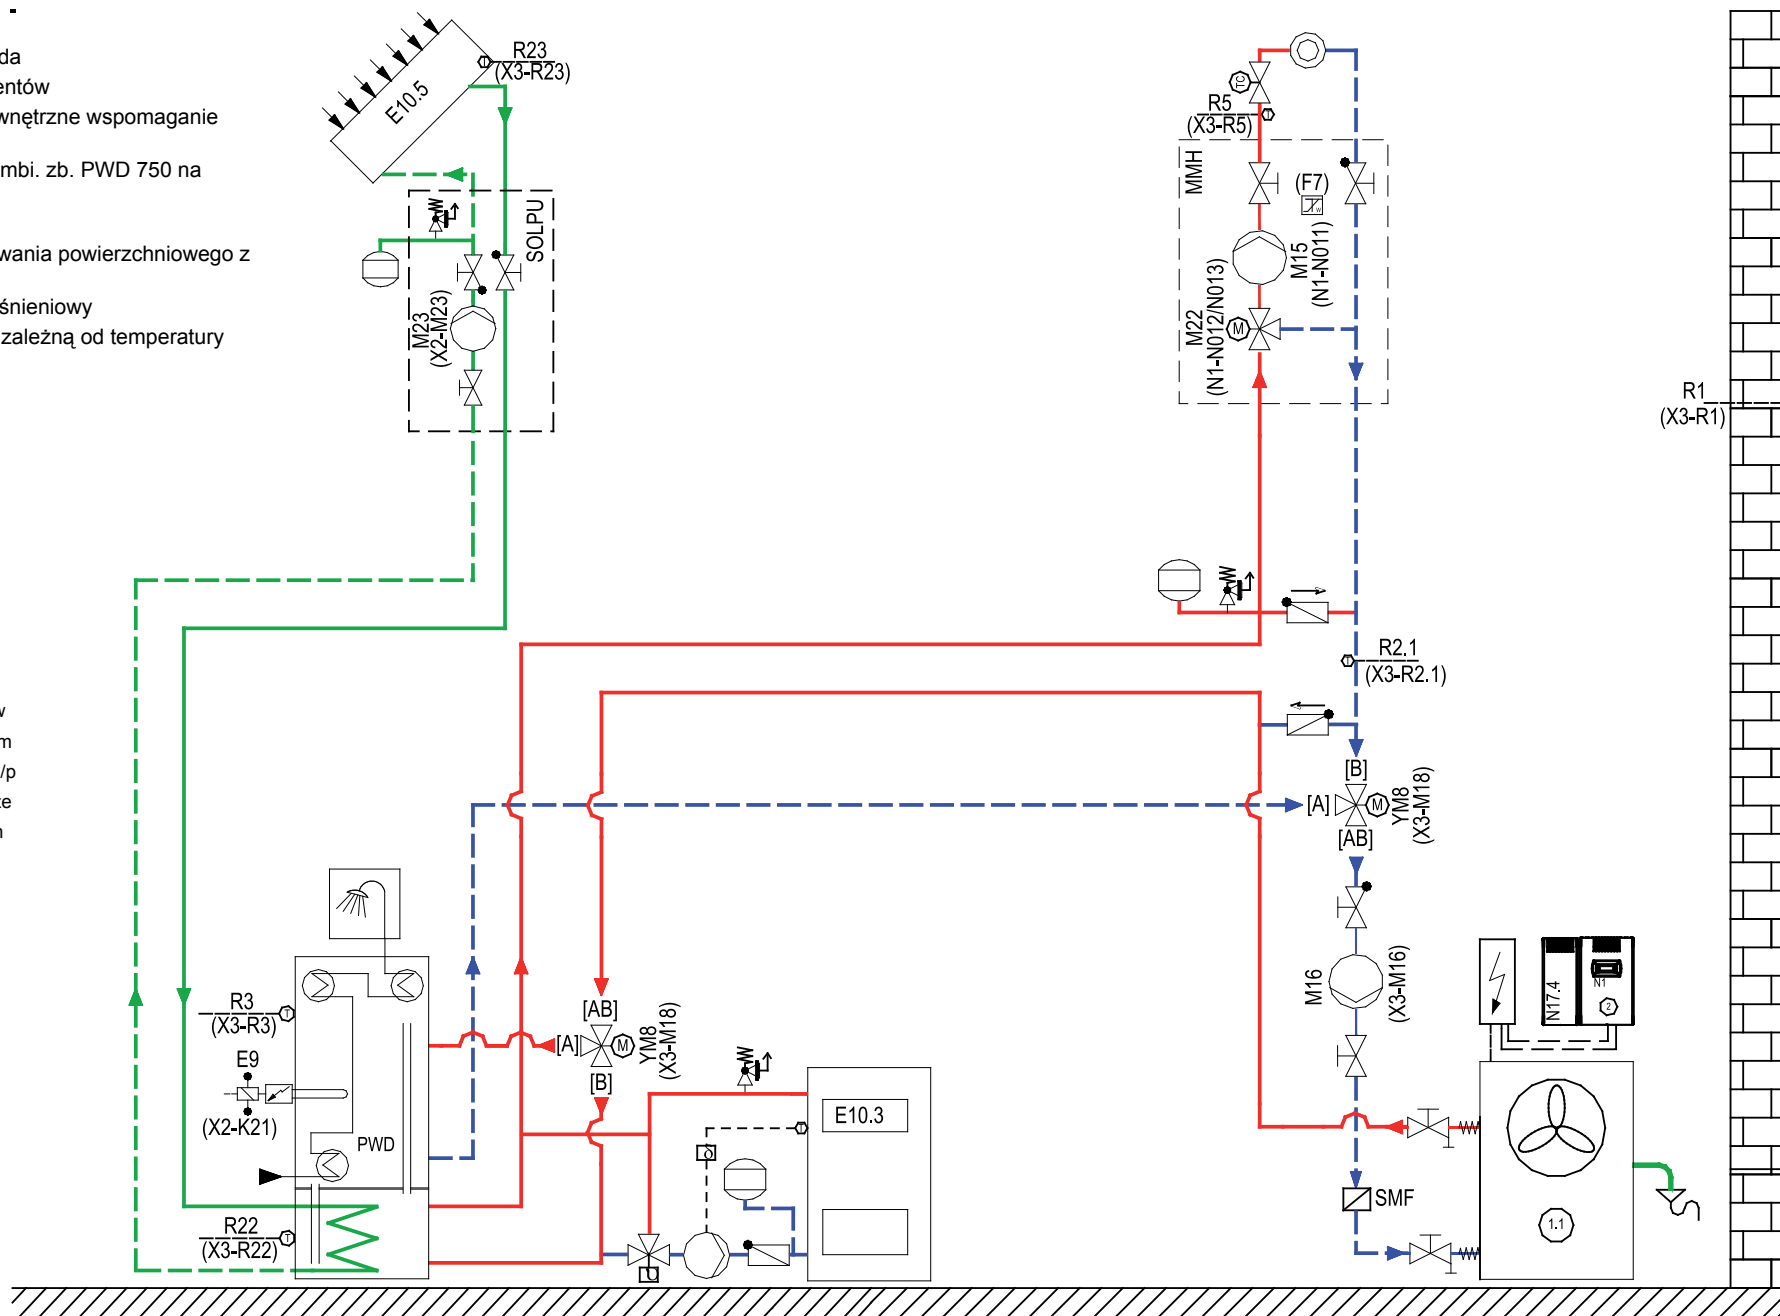 da
entów
wnętrzne wspomaganie
mbi. zb. PWD 750 na
wania powierzchniowego z
śnieniowy
zależną od temperatury
w
m
/p
te
n
R23
(X3-R23)
E10.5
SOLPU
M23
(X2-M23)
TC
R5
(X3-R5)
T
MMH
(F7)
W
M15
(N1-N011)
M22
(N1-N012/N013)
M
R1
(X3-R1)
R2.1
(X3-R2.1)
T
[B]
[A]
M
YM8
(X3-M18)
[AB]
M16
(X3-M16)
N17.4
N1
2
R3
(X3-R3)
T
E9
(X2-K21)
PWD
R22
(X3-R22)
T
[AB]
[A]
M
YM8
(X3-M18)
[B]
E10.3
SMF
1.1